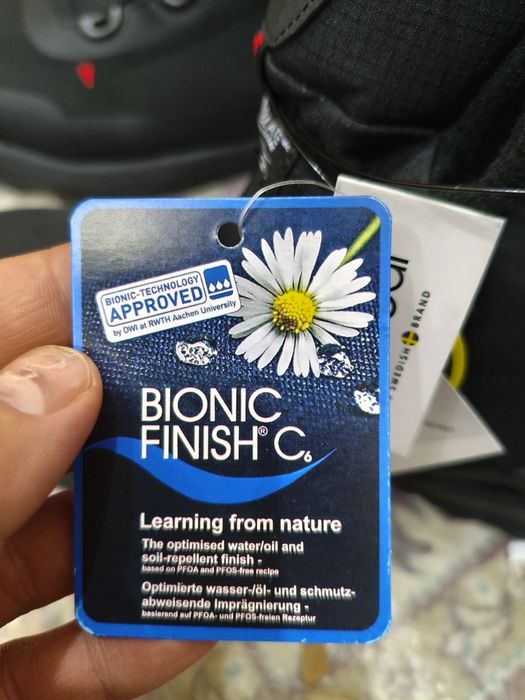 BIONIC-TECHNOLOGY
APPROVED
by DWI at RWTH Aachen University
BIONIC
FINISH® C6
Learning from nature
The optimised water/oil and
soil-repellent finish -
based on PFOA and PFOS-free recipe
Optimierte wasser-/öl- und schmutz-
abweisende Imprägnierung -
basierend auf PFOA- und PFOS-freien Rezeptur
SWEDISH BRAND